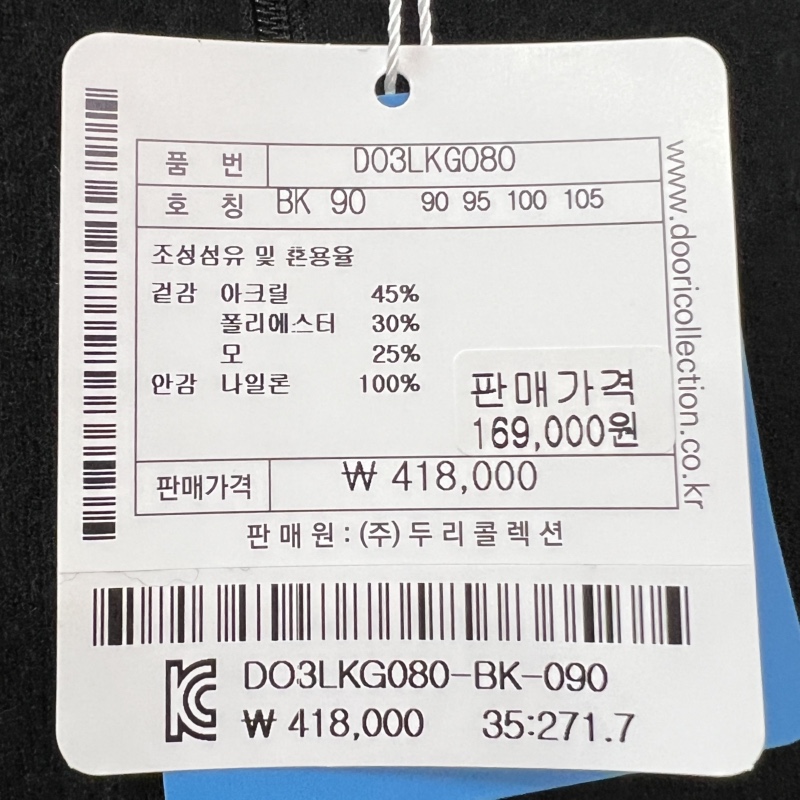 품 번 DO3LKG080
호 칭 BK 90 90 95 100 105
조성섬유 및 혼용율
겉감 아크릴 45%
폴리에스터 30%
모 25%
안감 나일론 100%
판매가격
169,000원
판매가격 ₩ 418,000
판매원 : (주)두리콜렉션
www.dooricollection.co.kr
DO3LKG080-BK-090
₩ 418,000 35:271.7